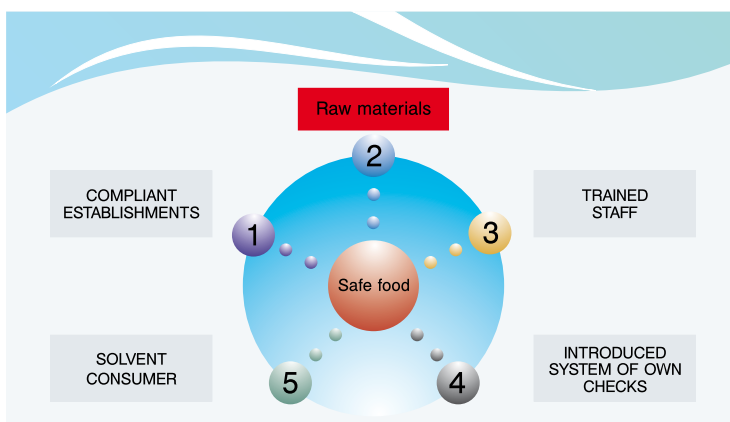 Raw materials
2
COMPLIANT
ESTABLISHMENTS
1
TRAINED
STAFF
3
Safe food
SOLVENT
CONSUMER
5
INTRODUCED
SYSTEM OF OWN
CHECKS
4